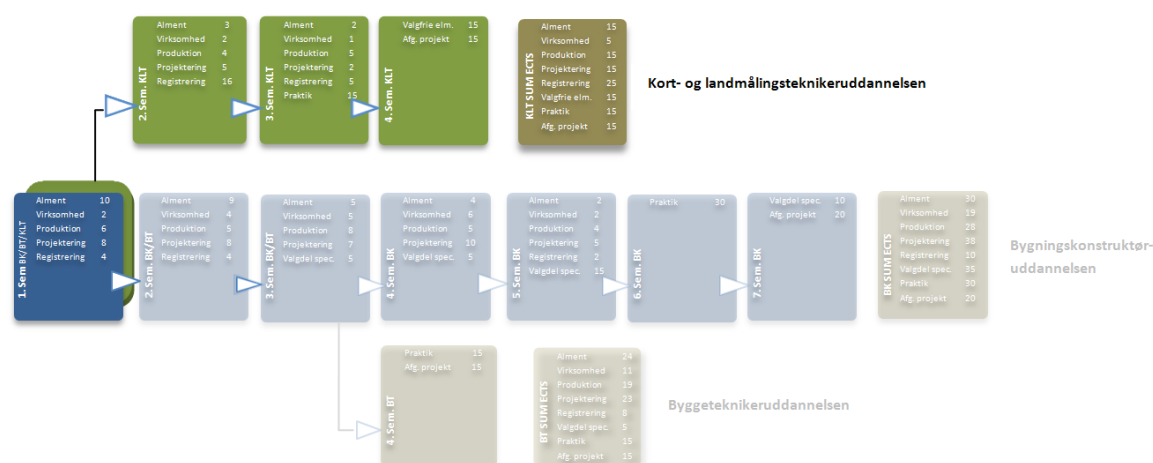 2. Sem. KLT
Alment 3
Virksomhed 2
Produktion 4
Projektering 5
Registrering 16
3. Sem. KLT
Alment 2
Virksomhed 1
Produktion 5
Projektering 2
Registrering 5
Praktik 15
4. Sem. KLT
Valgfrie elm. 15
Afg. projekt 15
KLT SUM ECTS
Alment 15
Virksomhed 5
Produktion 15
Projektering 15
Registrering 25
Valgfrie elm. 15
Praktik 15
Afg. projekt 15
Kort- og landmålingsteknikeruddannelsen
1. Sem BK/BT/KLT
Alment 10
Virksomhed 2
Produktion 6
Projektering 8
Registrering 4
2. Sem. BK/BT
Alment 9
Virksomhed 4
Produktion 5
Projektering 8
Registrering 4
3. Sem. BK/BT
Alment 5
Virksomhed 5
Produktion 8
Projektering 7
Valgdel spec. 5
4. Sem. BK
Alment 4
Virksomhed 6
Produktion 5
Projektering 10
Valgdel spec. 5
5. Sem. BK
Alment 2
Virksomhed 2
Produktion 4
Projektering 5
Registrering 2
Valgdel spec. 15
6. Sem. BK
Praktik 30
7. Sem. BK
Valgdel spec. 10
Afg. projekt 20
BK SUM ECTS
Alment 30
Virksomhed 19
Produktion 28
Projektering 38
Registrering 10
Valgdel spec. 35
Praktik 30
Afg. projekt 20
Bygningskonstruktør-
uddannelsen
4. Sem. BT
Praktik 15
Afg. projekt 15
BT SUM ECTS
Alment 24
Virksomhed 11
Produktion 19
Projektering 23
Registrering 8
Valgdel spec. 5
Praktik 15
Afg. projekt 15
Byggeteknikeruddannelsen